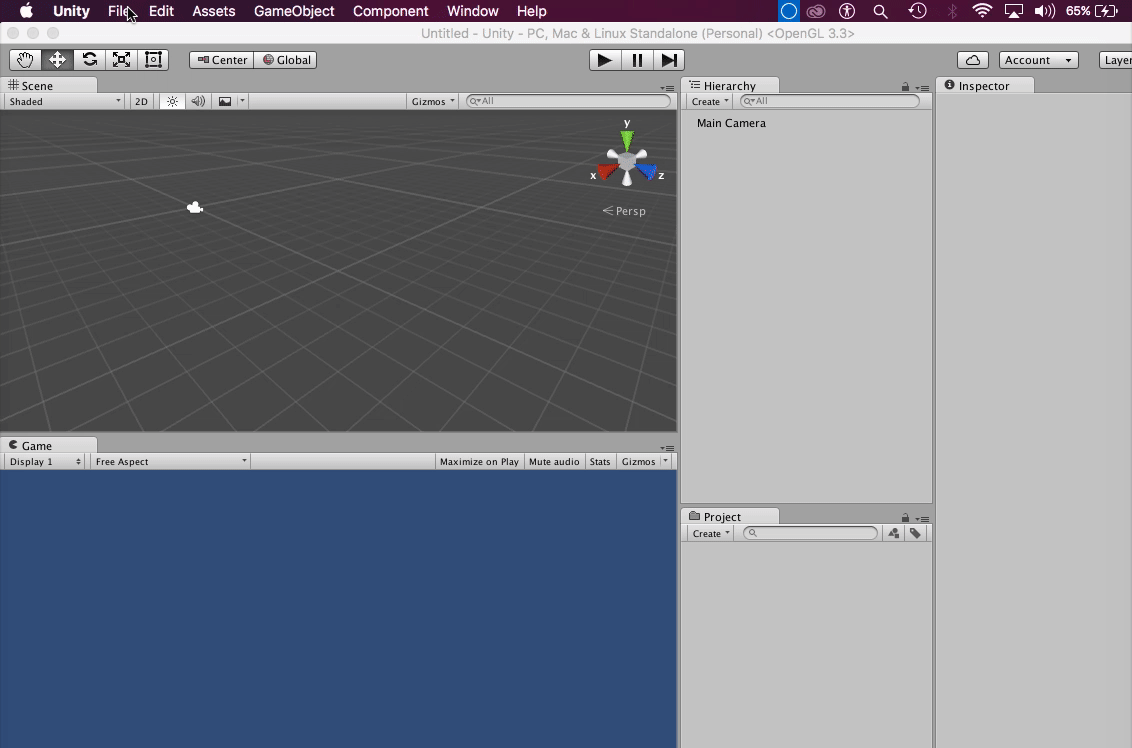 Unity File Edit Assets GameObject Component Window Help 65%
Untitled - Unity - PC, Mac & Linux Standalone (Personal) <OpenGL 3.3>
Center Global Account Layer
Scene
Shaded 2D Gizmos All
y
x z
Persp
Game
Display 1 Free Aspect Maximize on Play Mute audio Stats Gizmos
Hierarchy
Create All
Main Camera
Project
Create
Inspector